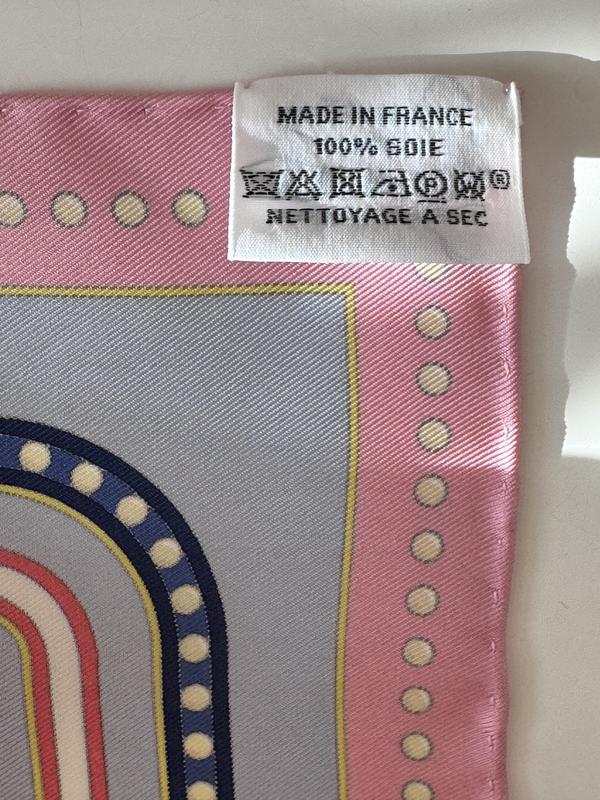 MADE IN FRANCE
100% SOIE
P ®
NETTOYAGE A SEC